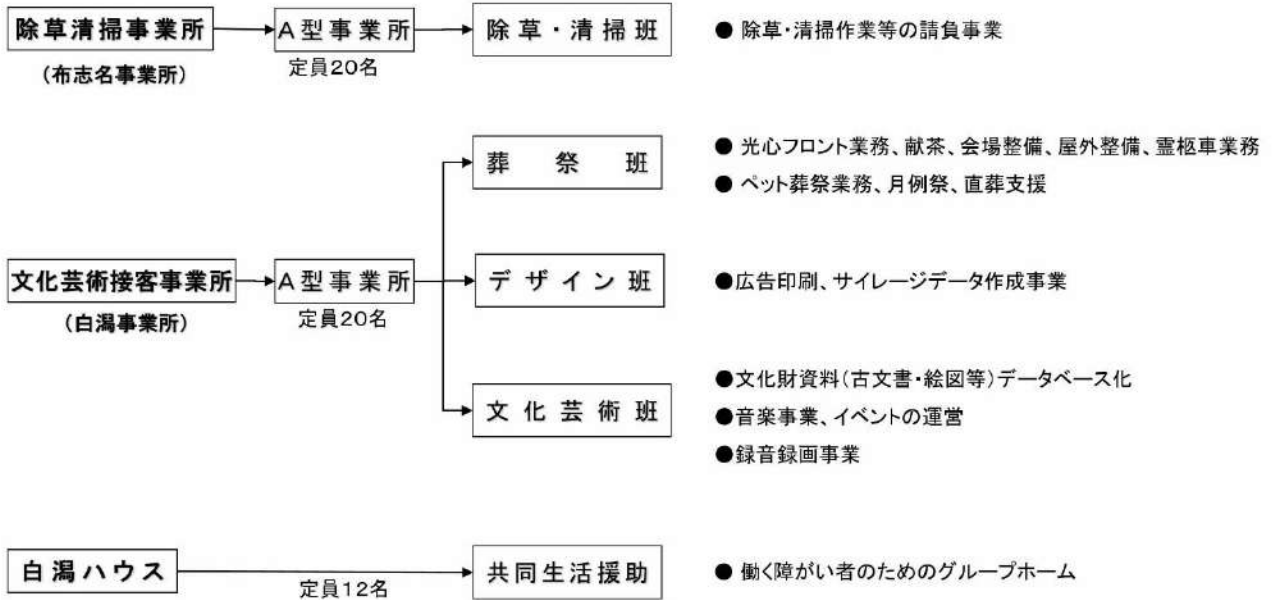 除草清掃事業所 A型事業所 除草・清掃班 ● 除草・清掃作業等の請負事業
(布志名事業所) 定員20名
葬祭班 ● 光心フロント業務、献茶、会場整備、屋外整備、霊柩車業務
● ペット葬祭業務、月例祭、直葬支援
文化芸術接客事業所 A型事業所 デザイン班 ●広告印刷、サイレージデータ作成事業
(白潟事業所) 定員20名
文化芸術班 ●文化財資料(古文書・絵図等)データベース化
●音楽事業、イベントの運営
●録音録画事業
白潟ハウス 定員12名 共同生活援助 ● 働く障がい者のためのグループホーム